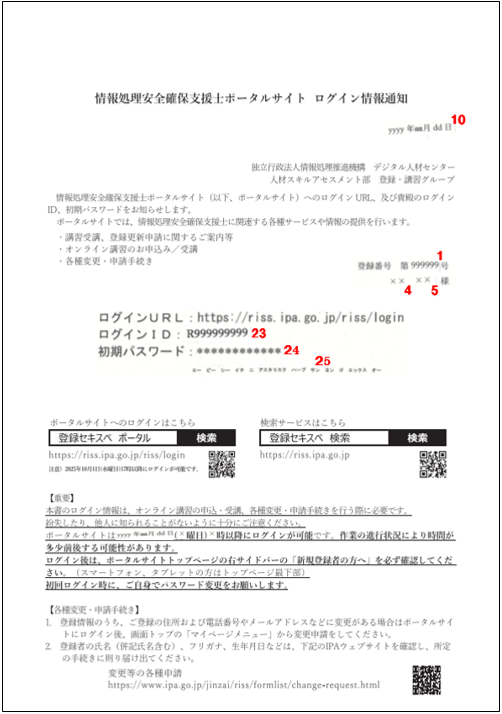 情報処理安全確保支援士ポータルサイト ログイン情報通知
10
yyyy 年mm月 dd 日
独立行政法人情報処理推進機構 デジタル人材センター
人材スキルアセスメント部 登録・講習グループ
情報処理安全確保支援士ポータルサイト（以下、ポータルサイト）へのログイン URL、及び貴殿のログイン
ID、初期パスワードをお知らせします。
ポータルサイトでは、情報処理安全確保支援士に関連する各種サービスや情報の提供を行います。
・講習受講、登録更新申請に関するご案内等
・オンライン講習のお申込み／受講
・各種変更・申請手続き
1
登録番号 第 999999 号
×× ×× 様
4 5
ログインＵＲＬ：https://riss.ipa.go.jp/riss/login
ログインＩＤ：R999999999 23
初期パスワード：************ 24
25
エー ビー シー イチ ニ アスタリスク ハーブ サン ヨン ゴ エックス オー
ポータルサイトへのログインはこちら
登録セキスペ ポータル 検索
https://riss.ipa.go.jp/riss/login
注意）2025年10月1日(水曜日)17時以降にログインが可能です。
検索サービスはこちら
登録セキスペ 検索 検索
https://riss.ipa.go.jp
【重要】
本書のログイン情報は、オンライン講習の申込・受講、各種変更・申請手続きを行う際に必要です。
紛失したり、他人に知られることがないように十分にご注意ください。
ポータルサイトは yyyy 年mm月 dd 日(×曜日)×時以降にログインが可能です。作業の進行状況により時間が
多少前後する可能性があります。
ログイン後は、ポータルサイトトップページの右サイドバーの「新規登録者の方へ」を必ず確認してくだ
さい。（スマートフォン、タブレットの方はトップページ最下部）
初回ログイン時に、ご自身でパスワード変更をお願いします。
【各種変更・申請手続き】
1. 登録情報のうち、ご登録の住所および電話番号やメールアドレスなどに変更がある場合はポータルサイ
トにログイン後、画面トップの「マイページメニュー」から変更申請をしてください。
2. 登録者の氏名（併記氏名含む）、フリガナ、生年月日などは、下記のIPAウェブサイトを確認し、所定
の手続きに則り届け出てください。
変更等の各種申請
https://www.ipa.go.jp/jinzai/riss/formlist/change-request.html